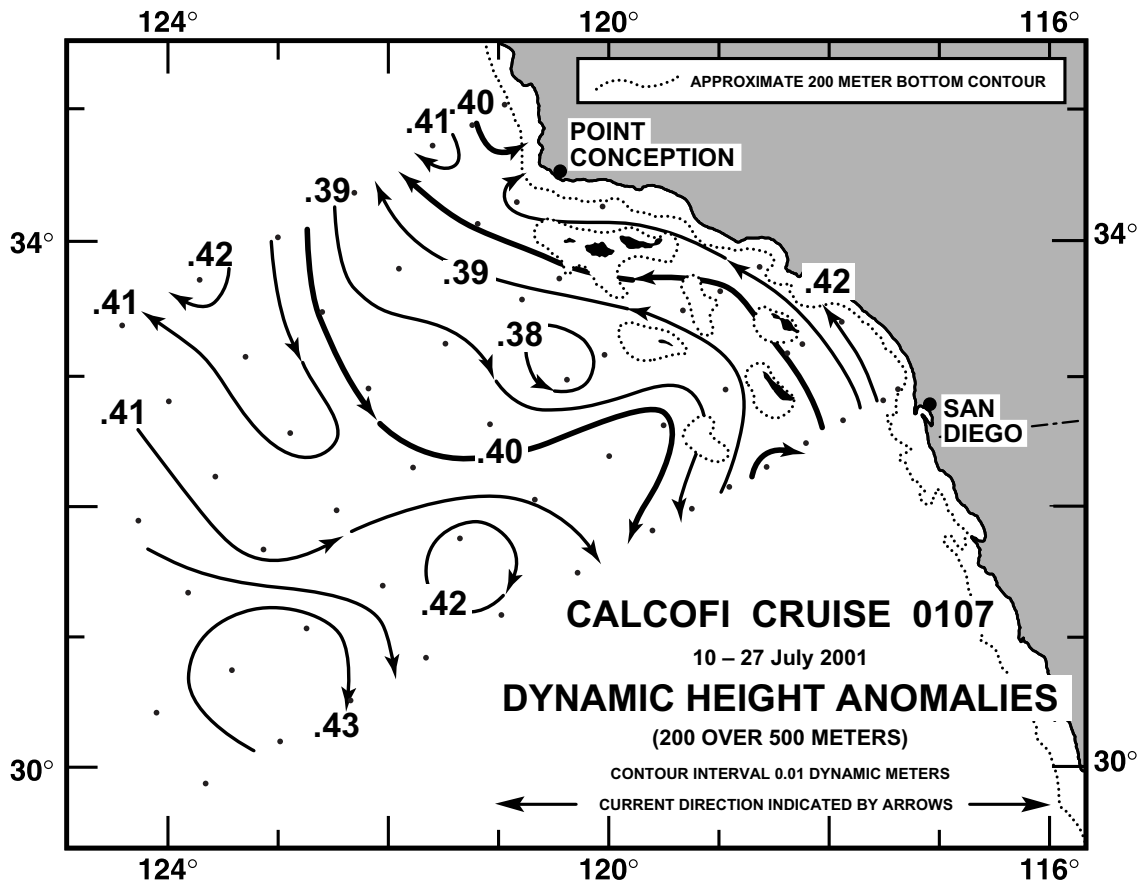 124° 120° 116°
APPROXIMATE 200 METER BOTTOM CONTOUR
.40
.41
POINT
CONCEPTION
.39
34° 34°
.42
.39
.42
.41
.38
.41
SAN
DIEGO
.40
.42
CALCOFI CRUISE 0107
10 – 27 July 2001
DYNAMIC HEIGHT ANOMALIES
.43
(200 OVER 500 METERS)
30° 30°
CONTOUR INTERVAL 0.01 DYNAMIC METERS
CURRENT DIRECTION INDICATED BY ARROWS
124° 120° 116°